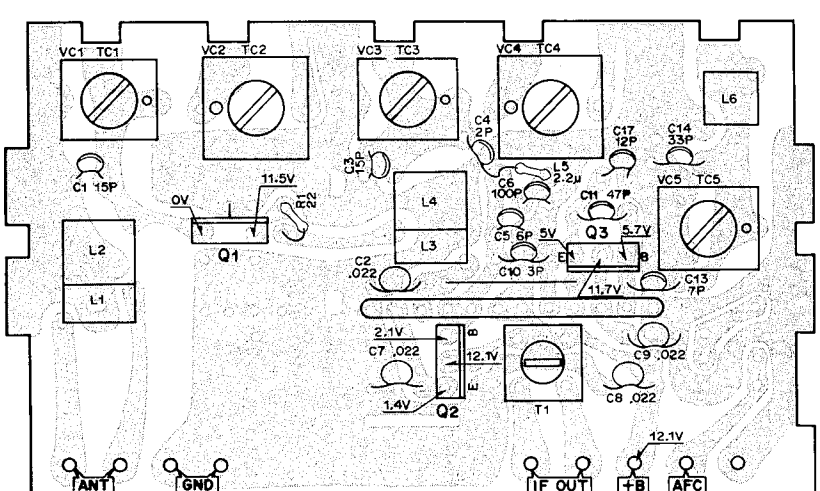 VC1 TC1
VC2 TC2
VC3 TC3
VC4 TC4
L6
C4
2P
C17
12P
C14
33P
C1 15P
C3
15P
L5
2.2μ
C6
100P
11.5V
0V
R1
22
Q1
L4
L3
C11 47P
Q3
VC5 TC5
C5 6P
5V
5.7V
E
B
C10 3P
11.7V
L2
L1
C2
.022
C13
7P
2.1V
B
12.1V
E
C7 .022
1.4V
Q2
T1
C9 .022
C8 .022
12.1V
ANT
GND
IF OUT
+B
AFC